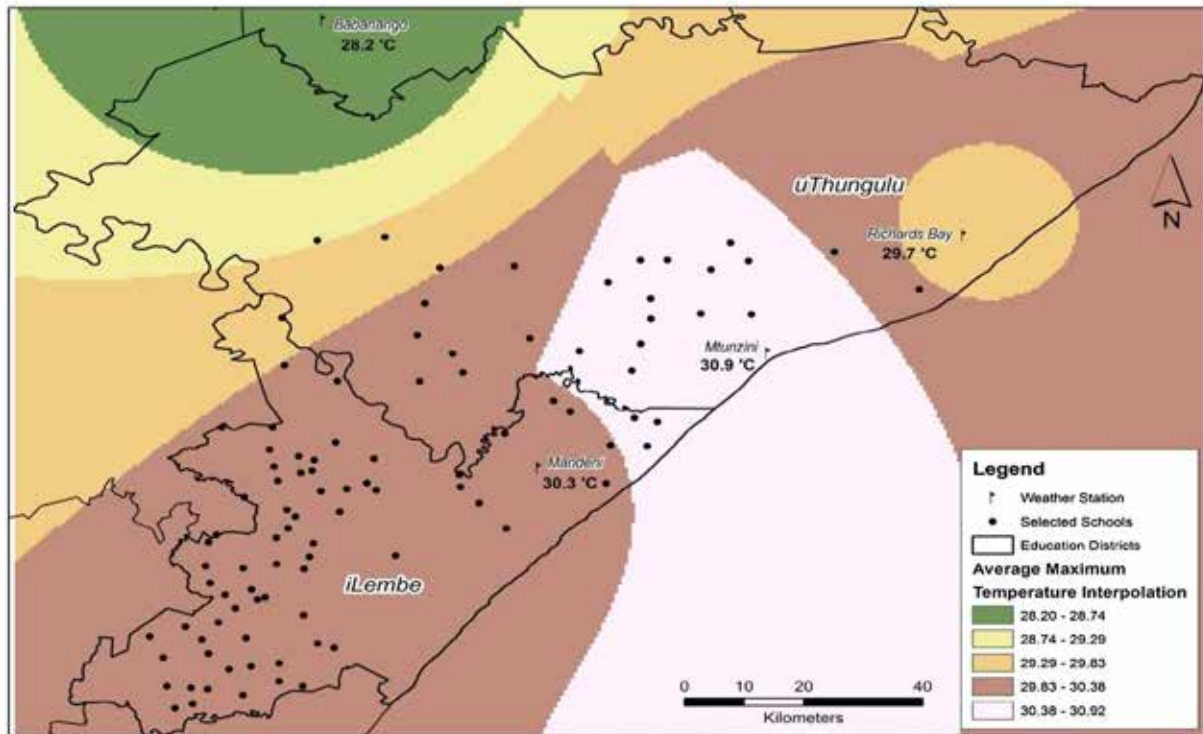 Babanango
28.2 °C
uThungulu
Richards Bay
29.7 °C
N
Mtunzini
30.9 °C
Mandeni
30.3 °C
iLembe
Legend
Weather Station
Selected Schools
Education Districts
Average Maximum
Temperature Interpolation
28.20 - 28.74
28.74 - 29.29
29.29 - 29.83
29.83 - 30.38
30.38 - 30.92
0 10 20 40
Kilometers